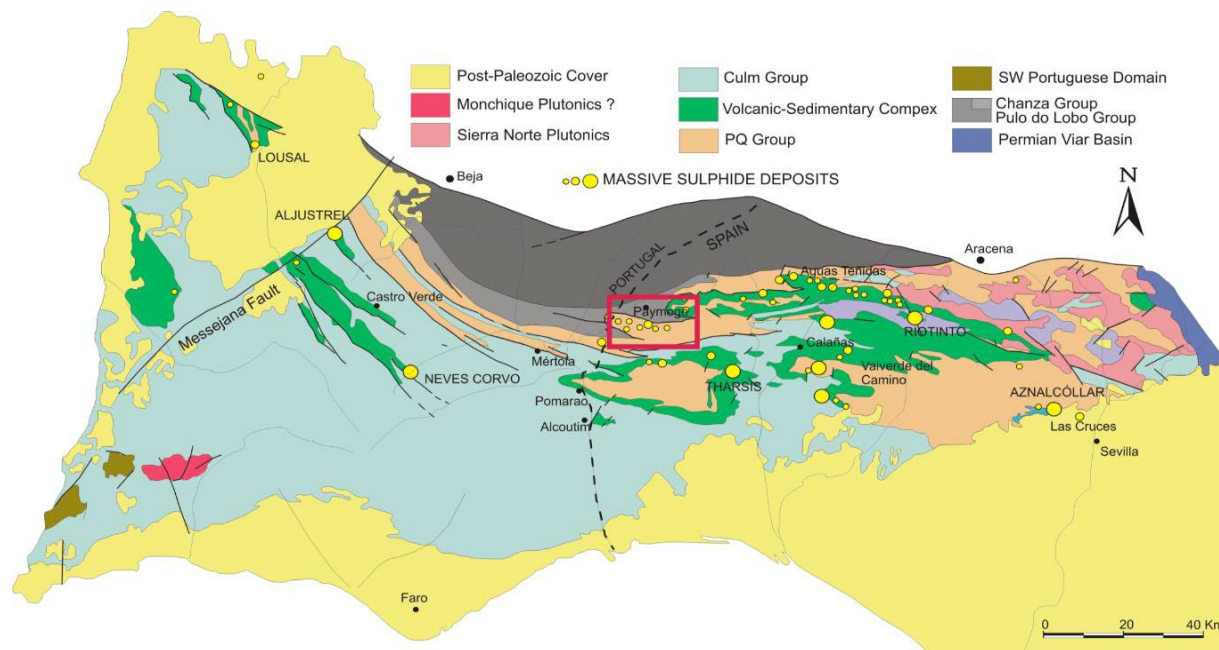 Post-Paleozoic Cover
Monchique Plutonics ?
Sierra Norte Plutonics
Culm Group
Volcanic-Sedimentary Compex
PQ Group
SW Portuguese Domain
Chanza Group
Pulo do Lobo Group
Permian Viar Basin
MASSIVE SULPHIDE DEPOSITS
N
LOUSAL
Beja
ALJUSTREL
PORTUGAL
SPAIN
Aracena
Aguas Teñidas
Messejana Fault
Castro Verde
Paymogo
RIOTINTO
Mértola
Calañas
NEVES CORVO
THARSIS
Valverde del
Camino
Pomarao
AZNALCÓLLAR
Alcoutim
Las Cruces
Sevilla
Faro
0 20 40 Km